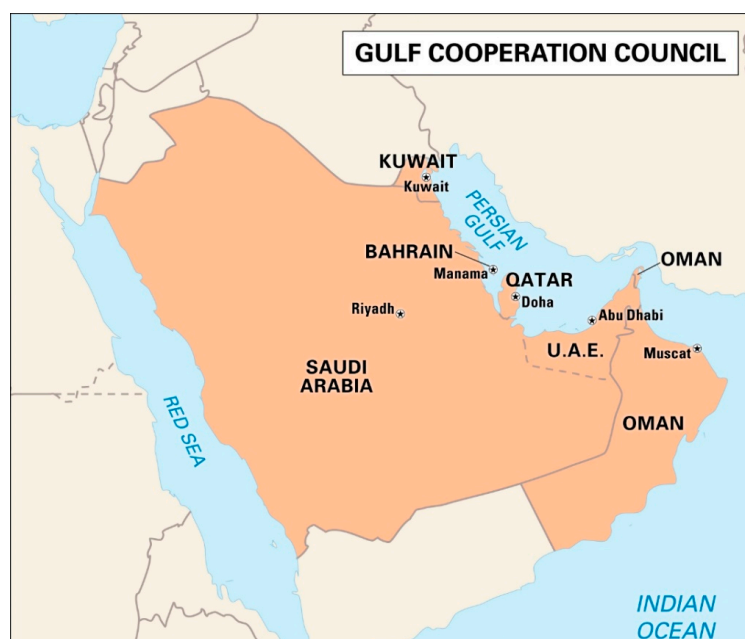 GULF COOPERATION COUNCIL
KUWAIT
Kuwait
PERSIAN
GULF
BAHRAIN
Manama
QATAR
Doha
OMAN
Riyadh
Abu Dhabi
U.A.E.
Muscat
SAUDI
ARABIA
OMAN
RED SEA
INDIAN
OCEAN